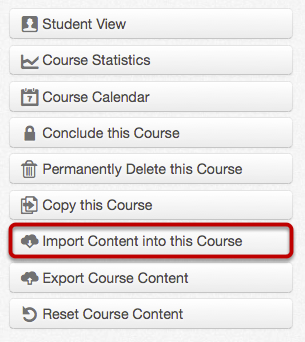 Student View
Course Statistics
7 Course Calendar
Conclude this Course
Permanently Delete this Course
Copy this Course
Import Content into this Course
Export Course Content
Reset Course Content